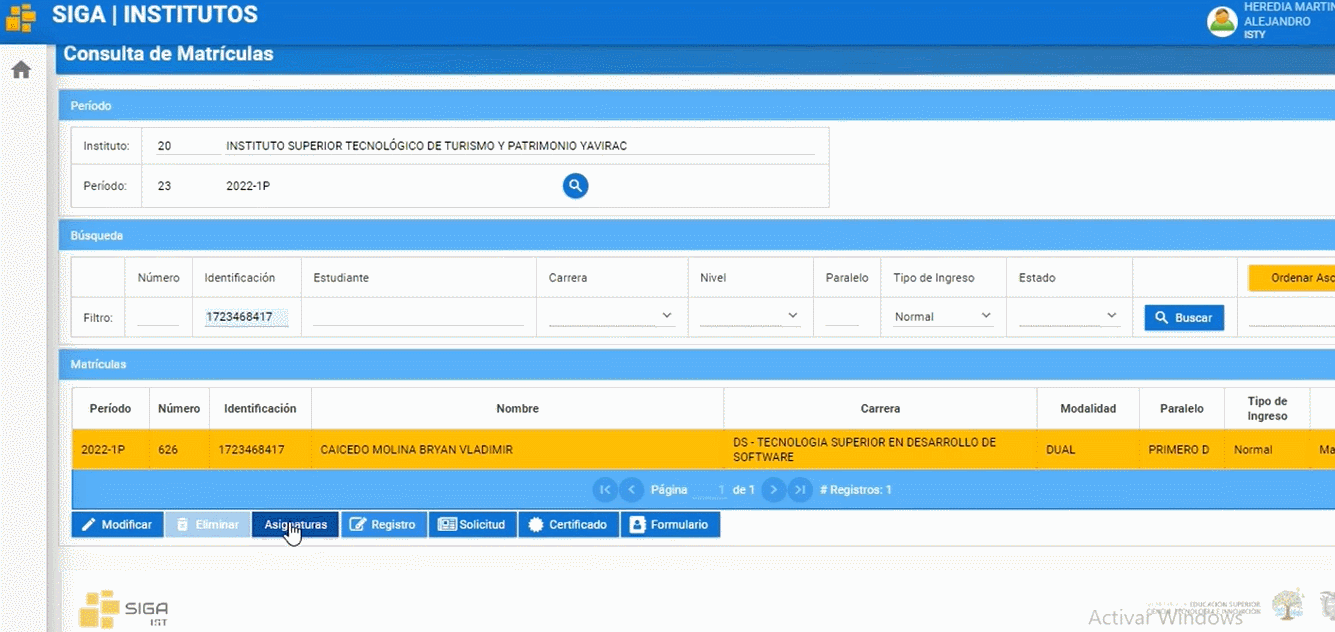 SIGA | INSTITUTOS
HEREDIA MARTIN
ALEJANDRO
ISTY
Consulta de Matrículas
Período
Instituto: 20 INSTITUTO SUPERIOR TECNOLÓGICO DE TURISMO Y PATRIMONIO YAVIRAC
Período: 23 2022-1P
Búsqueda
Número Identificación Estudiante Carrera Nivel Paralelo Tipo de Ingreso Estado Ordenar Asc
Filtro: 1723468417 Normal Buscar
Matrículas
Período Número Identificación Nombre Carrera Modalidad Paralelo Tipo de Ingreso
2022-1P 626 1723468417 CAICEDO MOLINA BRYAN VLADIMIR DS - TECNOLOGIA SUPERIOR EN DESARROLLO DE SOFTWARE DUAL PRIMERO D Normal Ma
Página 1 de 1 # Registros: 1
Modificar Eliminar Asignaturas Registro Solicitud Certificado Formulario
SIGA
IST
EDUCACIÓN SUPERIOR
Activar Windows